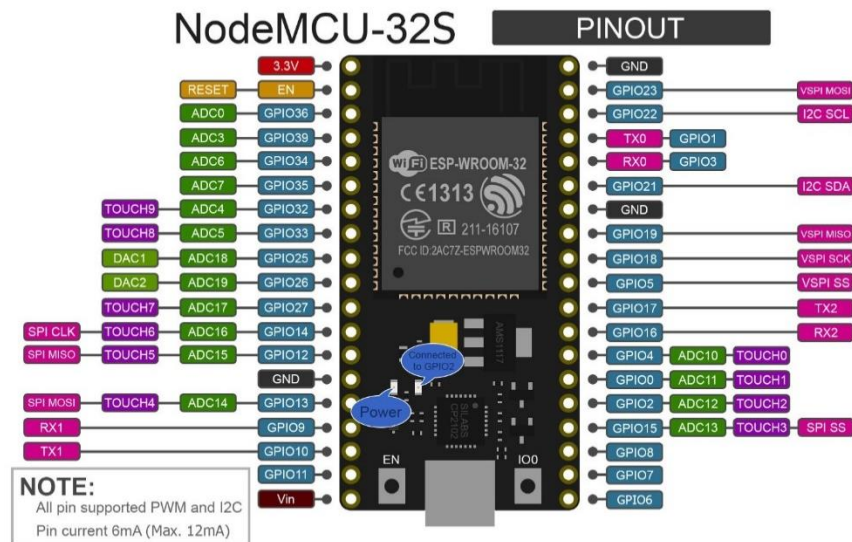 NodeMCU-32S PINOUT
3.3V GND
RESET EN GPIO23 VSPI MOSI
ADC0 GPIO36 GPIO22 I2C SCL
ADC3 GPIO39 TX0 GPIO1
ADC6 GPIO34 RX0 GPIO3
ADC7 GPIO35 GPIO21 I2C SDA
TOUCH9 ADC4 GPIO32 GND
TOUCH8 ADC5 GPIO33 GPIO19 VSPI MISO
DAC1 ADC18 GPIO25 GPIO18 VSPI SCK
DAC2 ADC19 GPIO26 GPIO5 VSPI SS
TOUCH7 ADC17 GPIO27 GPIO17 TX2
SPI CLK TOUCH6 ADC16 GPIO14 GPIO16 RX2
SPI MISO TOUCH5 ADC15 GPIO12 GPIO4 ADC10 TOUCH0
GND GPIO0 ADC11 TOUCH1
SPI MOSI TOUCH4 ADC14 GPIO13 GPIO2 ADC12 TOUCH2
RX1 GPIO9 GPIO15 ADC13 TOUCH3 SPI SS
TX1 GPIO10 GPIO8
GPIO11 GPIO7
Vin GPIO6
WiFi ESP-WROOM-32
CE1313
R 211-16107
FCC ID:2AC7Z-ESPWROOM32
AMS1117
Connected
to GPIO2
Power
SILABS
CP2102
EN IO0
NOTE:
All pin supported PWM and I2C
Pin current 6mA (Max. 12mA)